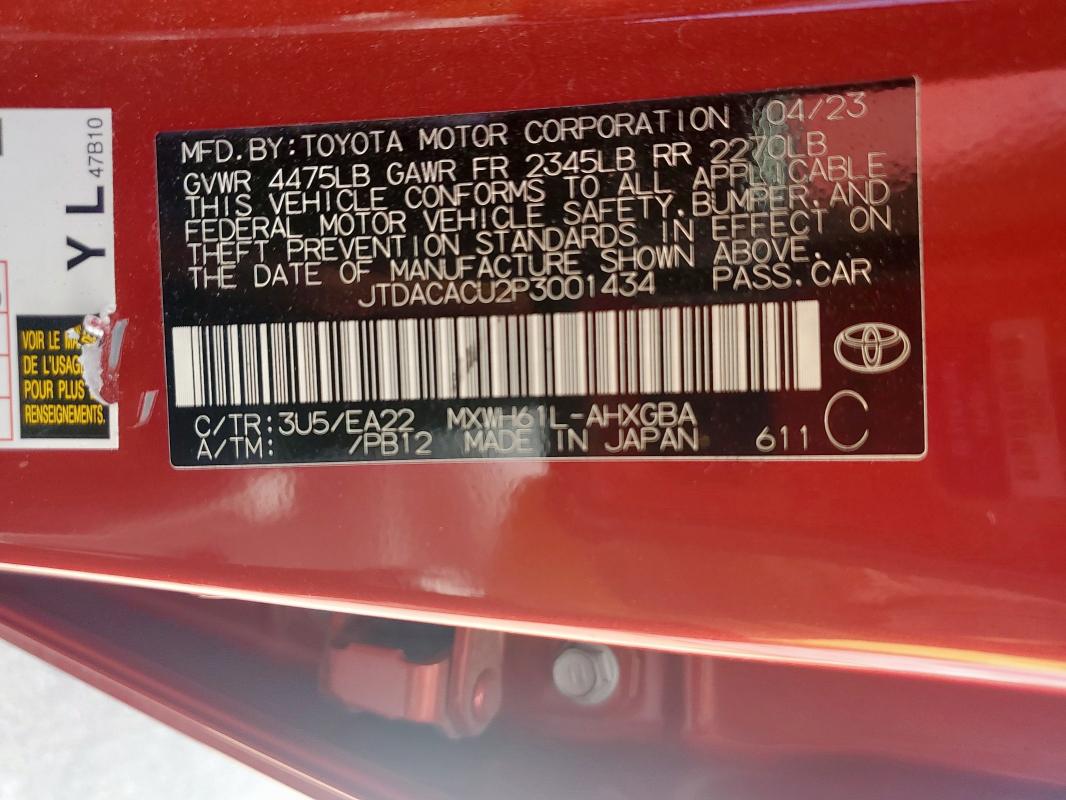 MFD.BY:TOYOTA MOTOR CORPORATION 04/23
GVWR 4475LB GAWR FR 2345LB RR 2270LB
THIS VEHICLE CONFORMS TO ALL APPLICABLE
FEDERAL MOTOR VEHICLE SAFETY,BUMPER,AND
THEFT PREVENTION STANDARDS IN EFFECT ON
THE DATE OF MANUFACTURE SHOWN ABOVE.
JTDACACU2P3001434 PASS.CAR
C/TR:3U5/EA22 MXWH61L-AHXGBA
A/TM: /PB12 MADE IN JAPAN 611 C
YL
47B10
VOIR LE
DE L'USAGE
POUR PLUS
RENSEIGN